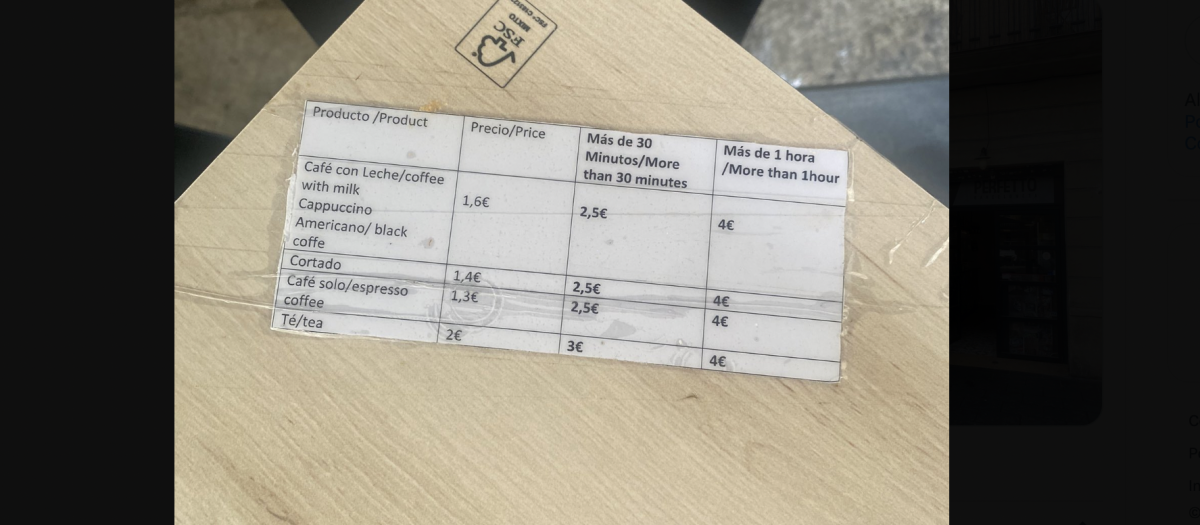 FSC
MIXTO
Producto /Product
Precio/Price
Más de 30
Minutos/More
than 30 minutes
Más de 1 hora
/More than 1hour
Café con Leche/coffee
with milk
Cappuccino
Americano/ black
coffe
1,6€
2,5€
4€
Cortado
1,4€
2,5€
4€
Café solo/espresso
coffee
1,3€
2,5€
4€
Té/tea
2€
3€
4€